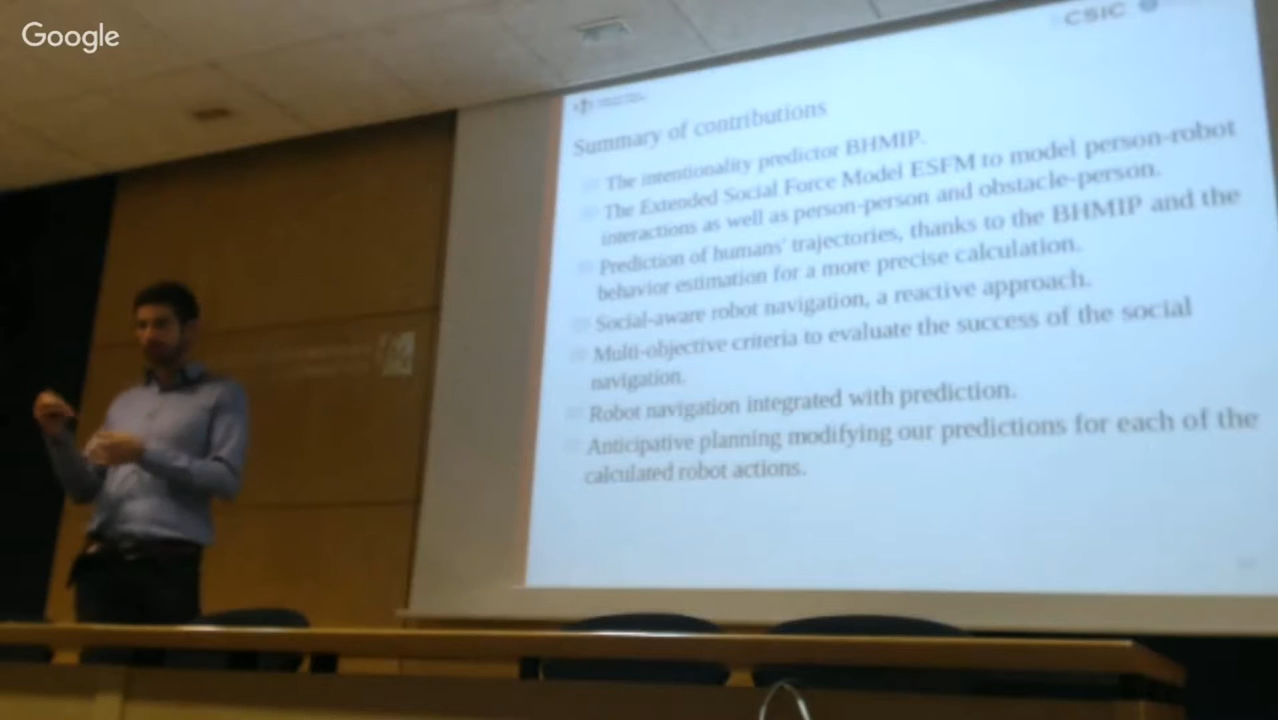 Google
CSIC
Summary of contributions
The intentionality predictor BHMIP.
The Extended Social Force Model ESFM to model person-robot
interactions as well as person-person and obstacle-person.
Prediction of humans' trajectories, thanks to the BHMIP and the
behavior estimation for a more precise calculation.
Social-aware robot navigation, a reactive approach.
Multi-objective criteria to evaluate the success of the social
navigation.
Robot navigation integrated with prediction.
Anticipative planning modifying our predictions for each of the
calculated robot actions.